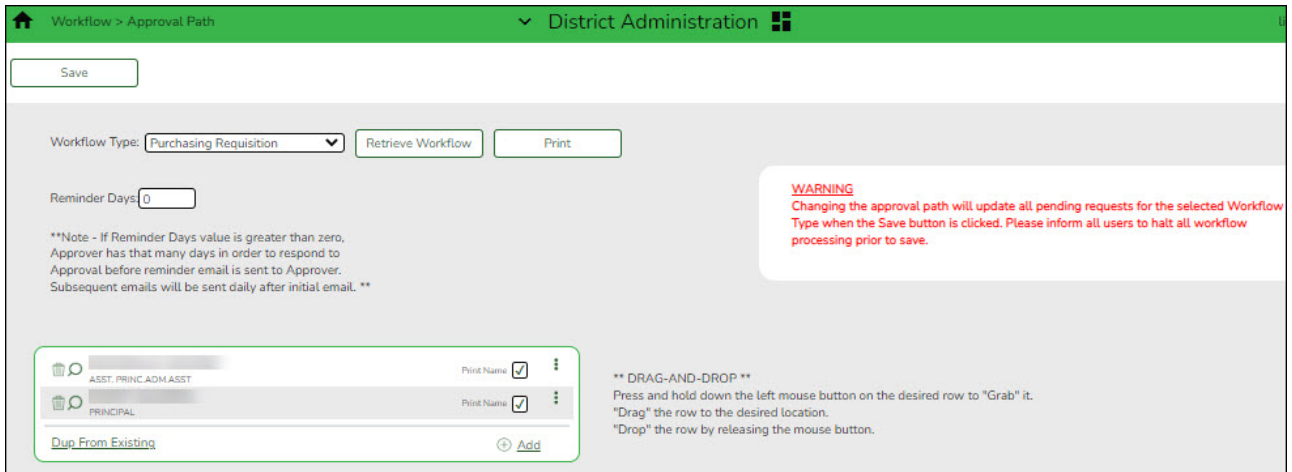 Workflow > Approval Path
District Administration
Save
Workflow Type: Purchasing Requisition
Retrieve Workflow
Print
Reminder Days: 0
WARNING
Changing the approval path will update all pending requests for the selected Workflow
Type when the Save button is clicked. Please inform all users to halt all workflow
processing prior to save.
**Note - If Reminder Days value is greater than zero,
Approver has that many days in order to respond to
Approval before reminder email is sent to Approver.
Subsequent emails will be sent daily after initial email. **
ASST. PRINC.ADM.ASST
Print Name
PRINCIPAL
Print Name
Dup From Existing
Add
** DRAG-AND-DROP **
Press and hold down the left mouse button on the desired row to "Grab" it.
"Drag" the row to the desired location.
"Drop" the row by releasing the mouse button.